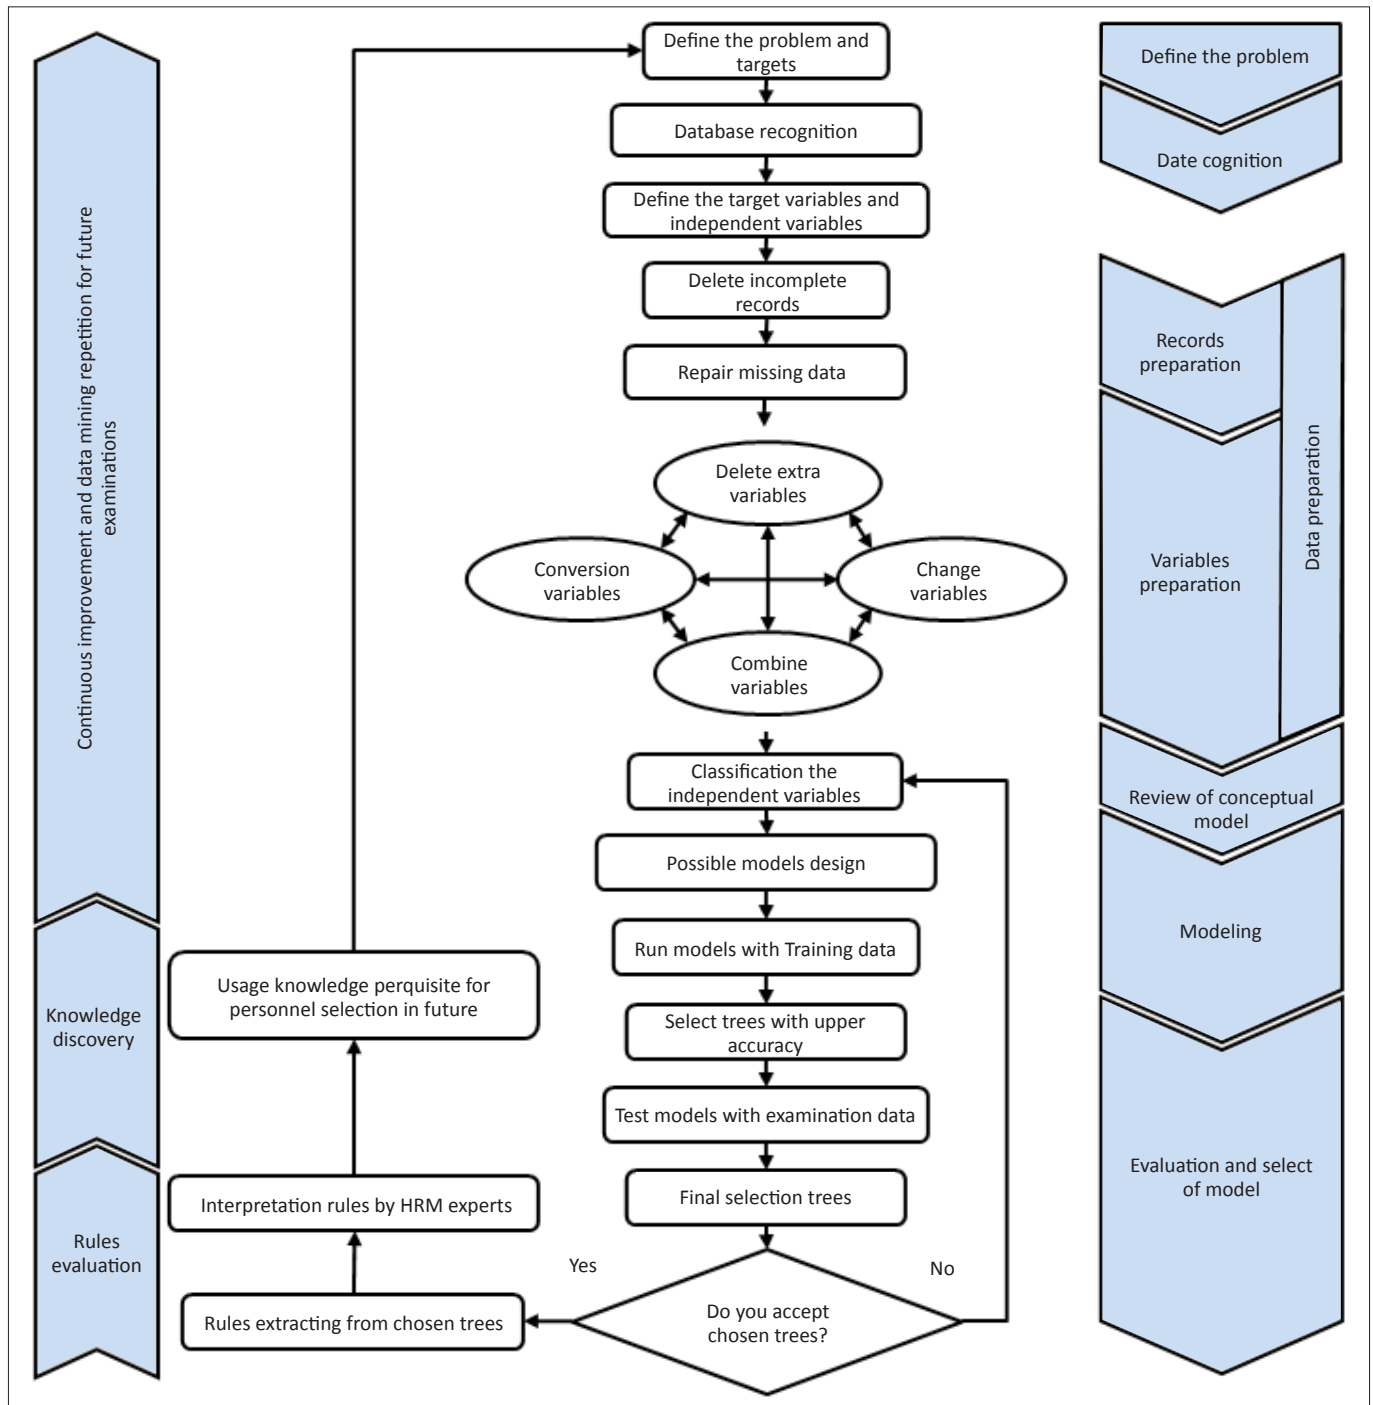 Define the problem and
targets
Database recognition
Define the target variables and
independent variables
Delete incomplete
records
Repair missing data
Delete extra
variables
Conversion
variables
Change
variables
Combine
variables
Classification the
independent variables
Possible models design
Run models with Training data
Select trees with upper
accuracy
Test models with examination data
Final selection trees
Do you accept
chosen trees?
Yes
No
Rules extracting from chosen trees
Interpretation rules by HRM experts
Usage knowledge perquisite for
personnel selection in future
Continuous improvement and data mining repetition for future
examinations
Knowledge
discovery
Rules
evaluation
Define the problem
Date cognition
Records
preparation
Variables
preparation
Data preparation
Review of conceptual
model
Modeling
Evaluation and select
of model